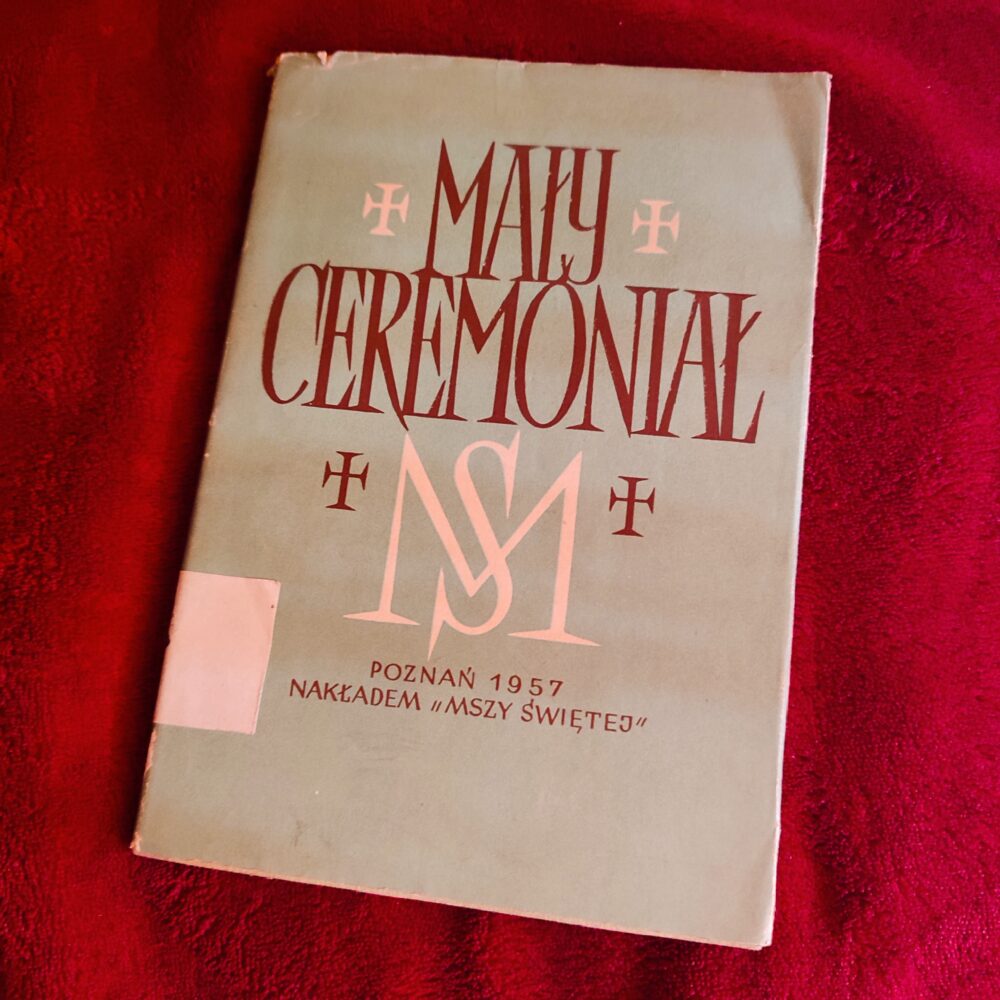 MAŁY
CEREMONIAŁ
MS
POZNAŃ 1957
NAKŁADEM „MSZY ŚWIĘTEJ"